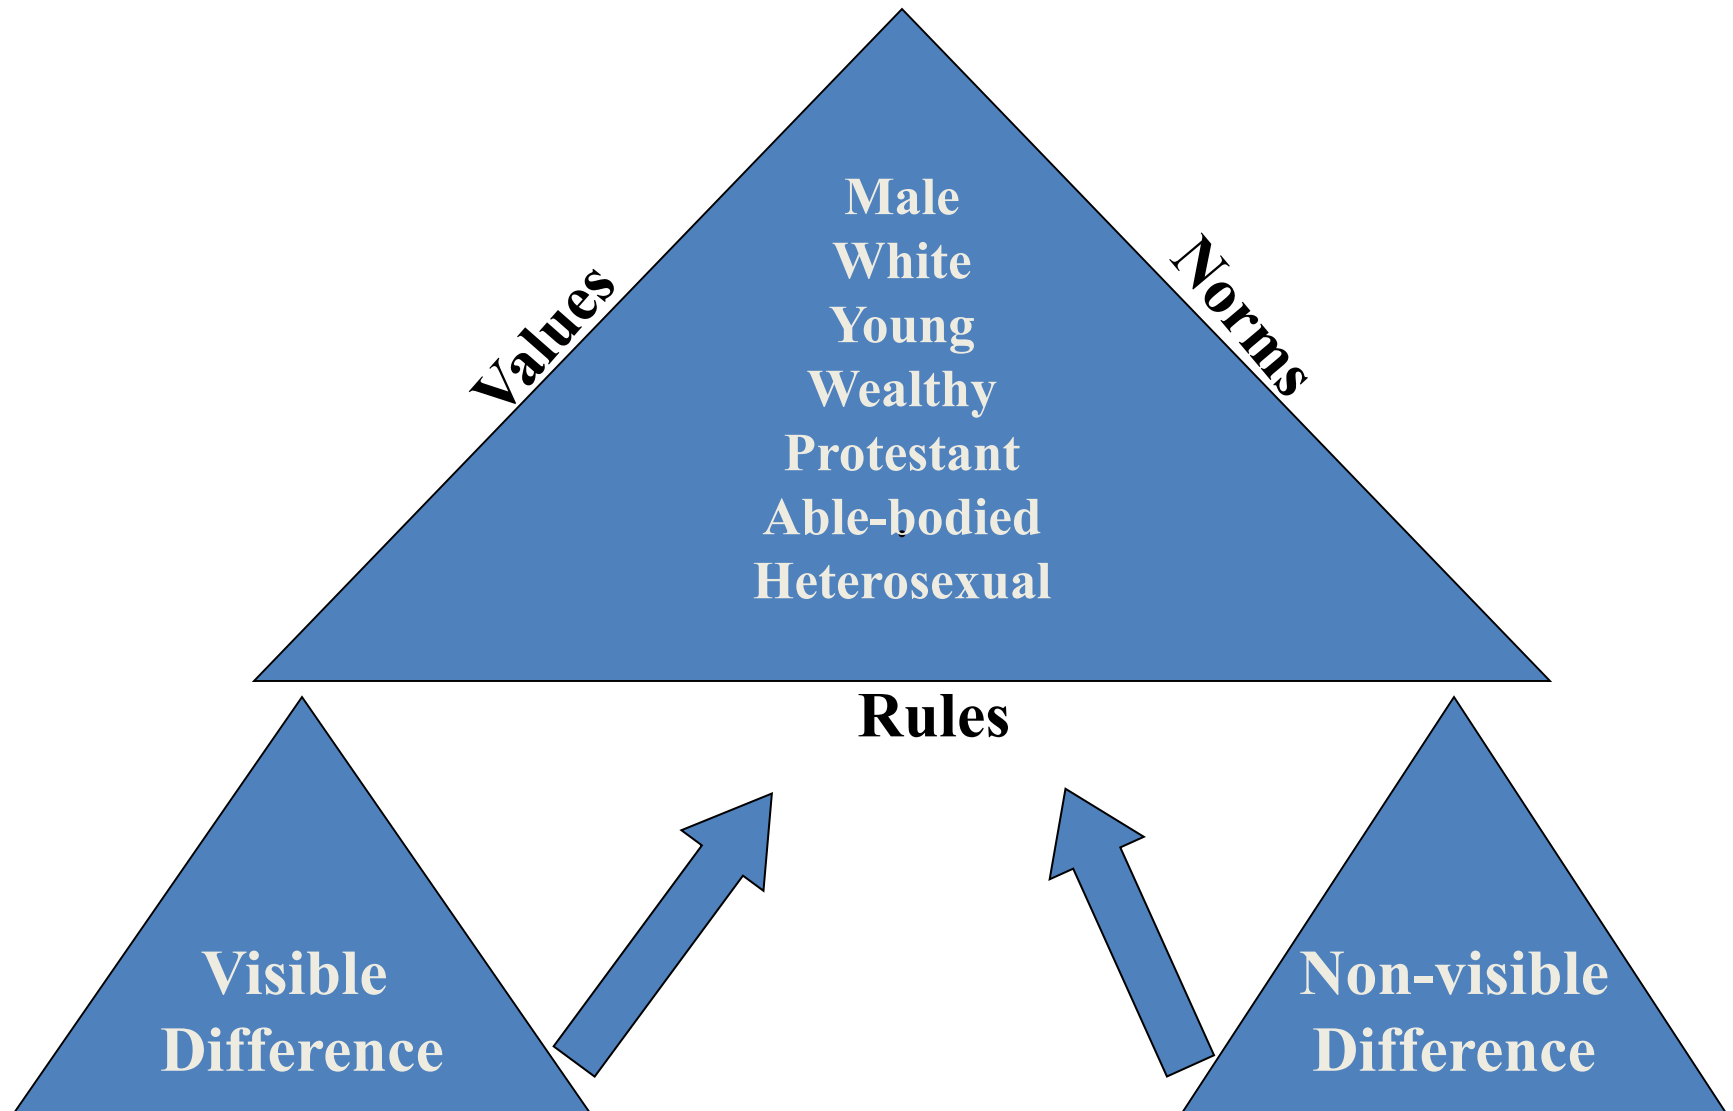 Male
White
Young
Wealthy
Protestant
Able-bodied
Heterosexual
Values
Norms
Rules
Visible
Difference
Non-visible
Difference